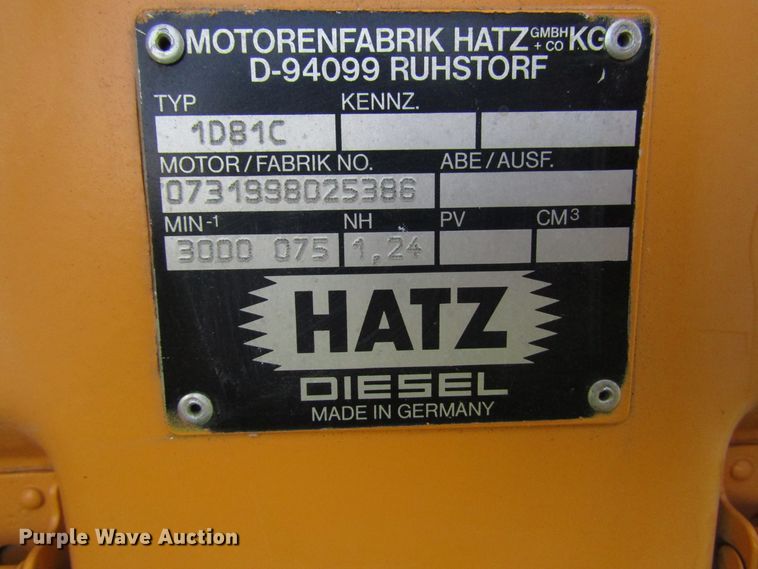 MOTORENFABRIK HATZ GMBH + CO KG
D-94099 RUHSTORF
TYP KENNZ.
1D81C
MOTOR/FABRIK NO. ABE/AUSF.
0731998025386
MIN-1 NH PV CM3
3000 075 1,24
HATZ
DIESEL
MADE IN GERMANY
Purple Wave Auction